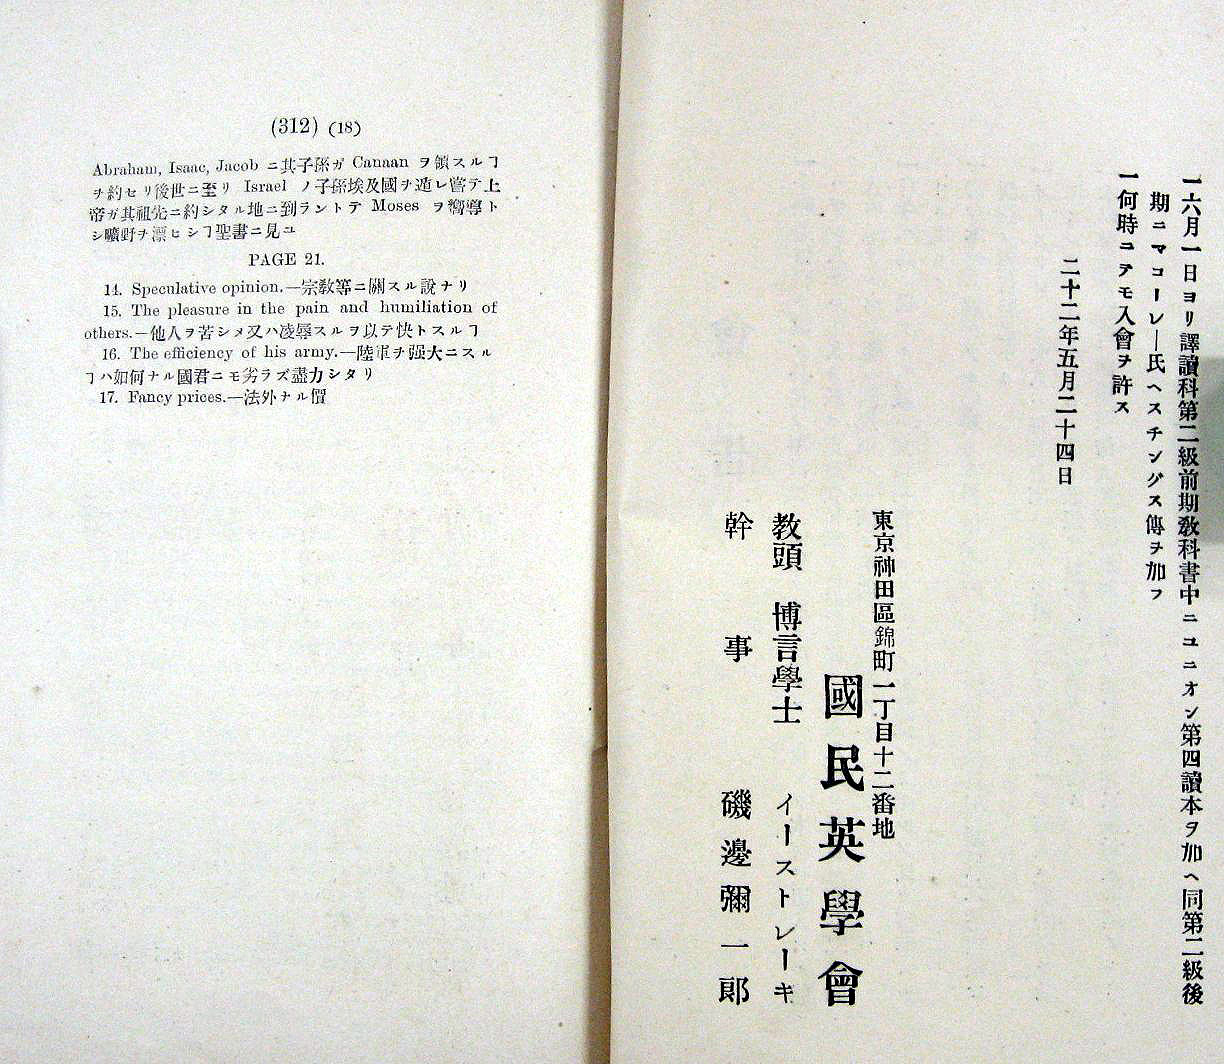 (312) (18)
Abraham, Isaac, Jacob ニ其子孫ガ Canaan ヲ領スルヿ
ヲ約セリ後世ニ至リ Israel ノ子孫埃及國ヲ遁レ嘗テ上
帝ガ其祖先ニ約シタル地ニ到ラントテ Moses ヲ嚮導ト
シ曠野ヲ漂ヒシヿ聖書ニ見ユ
PAGE 21.
14. Speculative opinion.—宗敎等ニ關スル說ナリ
15. The pleasure in the pain and humiliation of
others.—他人ヲ苦シメ又ハ凌辱スルヲ以テ快トスルヿ
16. The efficiency of his army.—陸軍ヲ强大ニスル
ヿハ如何ナル國君ニモ劣ラズ盡力シタリ
17. Fancy prices.—法外ナル價
一六月一日ヨリ譯讀科第二級前期敎科書中ニユニオン第四讀本ヲ加ヘ同第二級後
期ニマコーレー氏ヘスチングス傳ヲ加フ
一何時ニテモ入會ヲ許ス
二十二年五月二十四日
東京神田區錦町一丁目十二番地
國民英學會
敎頭 博言學士 イーストレーキ
幹事 磯邊彌一郞